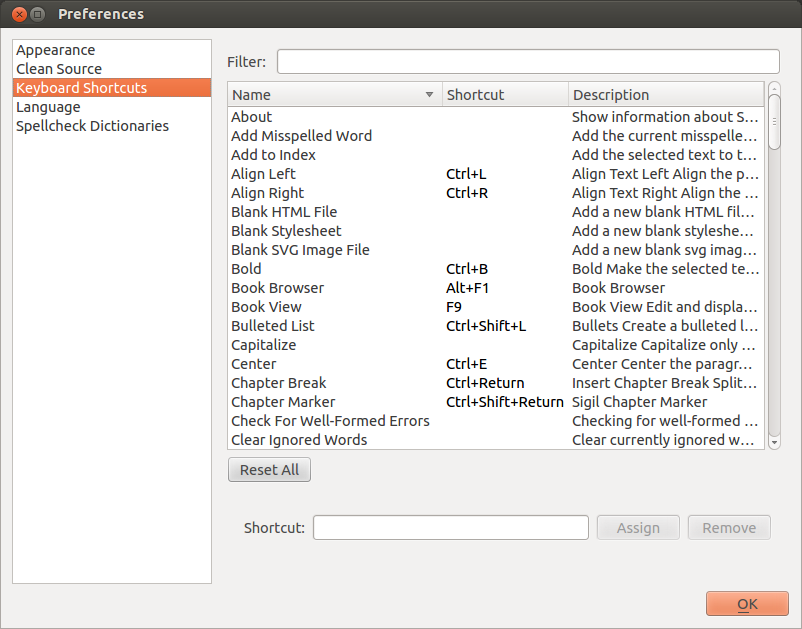 Preferences
Appearance
Clean Source
Keyboard Shortcuts
Language
Spellcheck Dictionaries
Filter:
Name Shortcut Description
About Show information about S...
Add Misspelled Word Add the current misspelle...
Add to Index Add the selected text to t...
Align Left Ctrl+L Align Text Left Align the p...
Align Right Ctrl+R Align Text Right Align the ...
Blank HTML File Add a new blank HTML fil...
Blank Stylesheet Add a new blank styleshe...
Blank SVG Image File Add a new blank svg imag...
Bold Ctrl+B Bold Make the selected te...
Book Browser Alt+F1 Book Browser
Book View F9 Book View Edit and displa...
Bulleted List Ctrl+Shift+L Bullets Create a bulleted l...
Capitalize Capitalize Capitalize only ...
Center Ctrl+E Center Center the paragr...
Chapter Break Ctrl+Return Insert Chapter Break Split...
Chapter Marker Ctrl+Shift+Return Sigil Chapter Marker
Check For Well-Formed Errors Checking for well-formed ...
Clear Ignored Words Clear currently ignored w...
Reset All
Shortcut: Assign Remove
OK